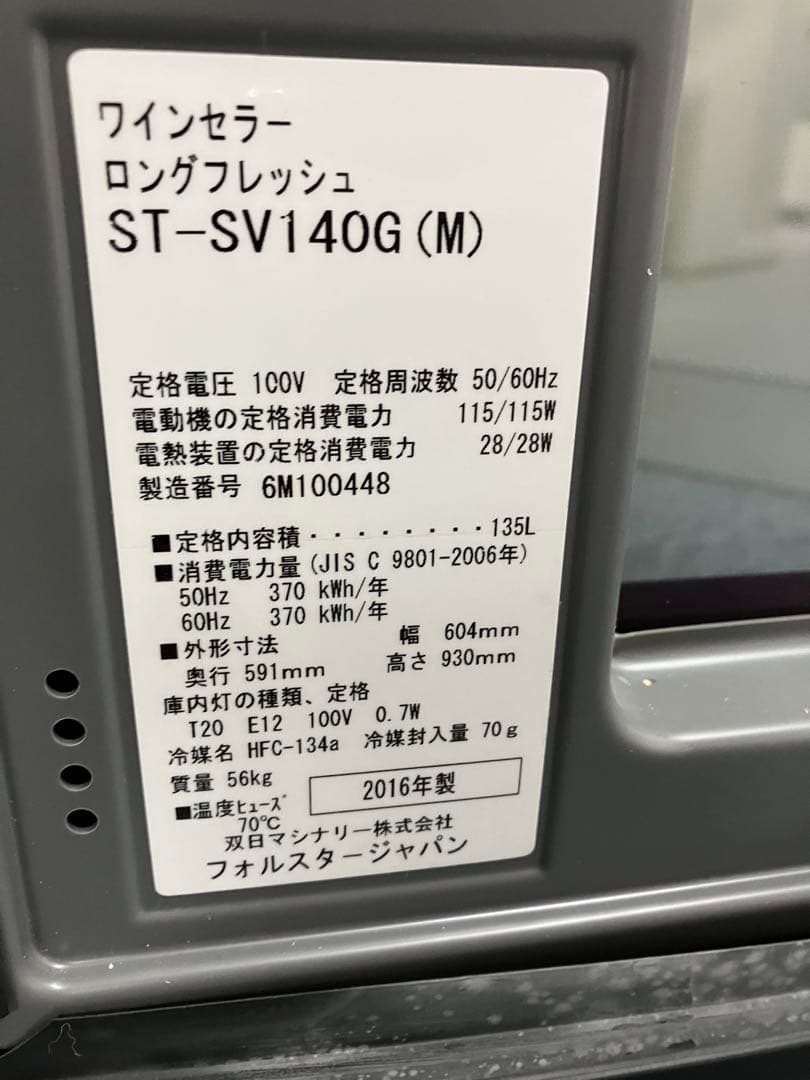 ワインセラー
ロングフレッシュ
ST-SV140G(M)
定格電圧 100V 定格周波数 50/60Hz
電動機の定格消費電力 115/115W
電熱装置の定格消費電力 28/28W
製造番号 6M100448
■定格内容積・・・・・・・・135L
■消費電力量(JIS C 9801-2006年)
50Hz 370 kWh/年
60Hz 370 kWh/年
■外形寸法 幅 604mm
奥行 591mm 高さ 930mm
庫内灯の種類、定格
T20 E12 100V 0.7W
冷媒名 HFC-134a 冷媒封入量 70g
質量 56kg
2016年製
■温度ヒューズ
70℃
双日マシナリー株式会社
フォルスタージャパン